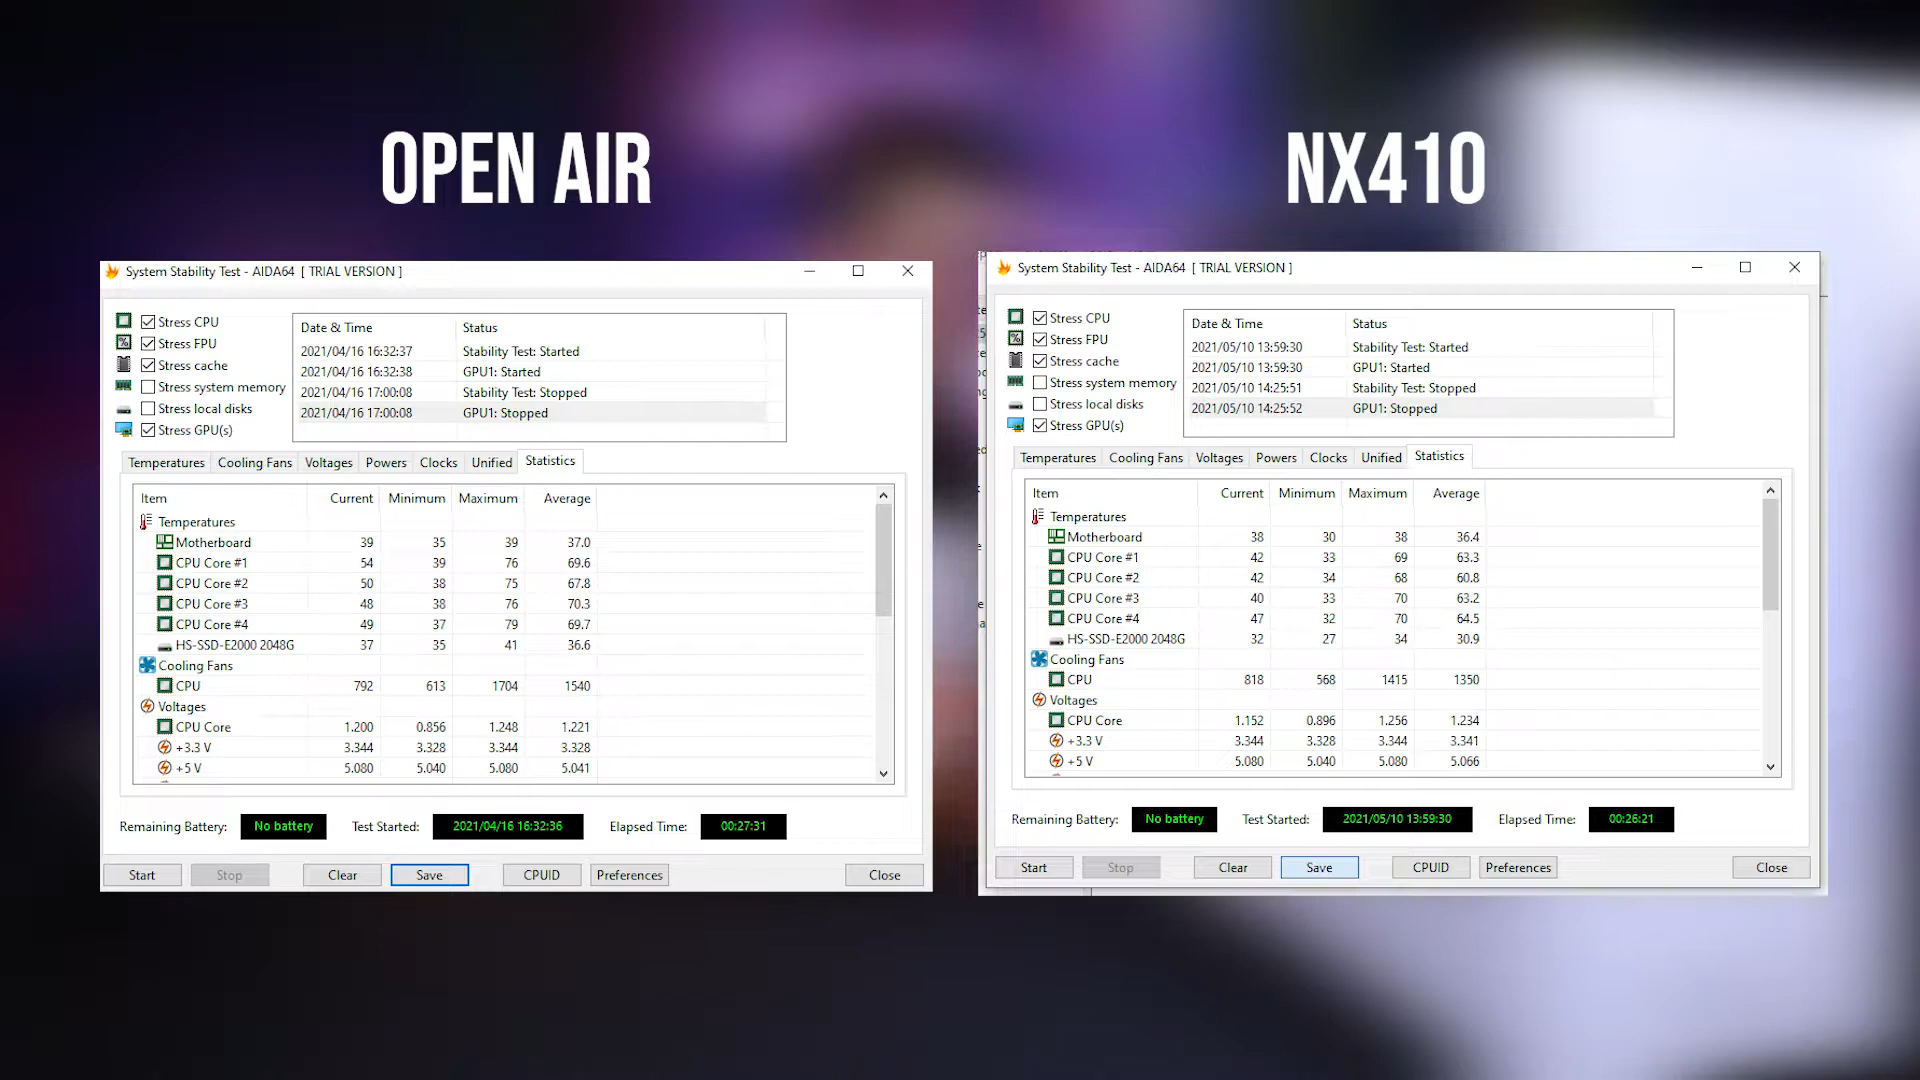 OPEN AIR
System Stability Test - AIDA64 [ TRIAL VERSION ]
Stress CPU
Stress FPU
Stress cache
Stress system memory
Stress local disks
Stress GPU(s)
Date & Time Status
2021/04/16 16:32:37 Stability Test: Started
2021/04/16 16:32:38 GPU1: Started
2021/04/16 17:00:08 Stability Test: Stopped
2021/04/16 17:00:08 GPU1: Stopped
Temperatures Cooling Fans Voltages Powers Clocks Unified Statistics
Item Current Minimum Maximum Average
Temperatures
Motherboard 39 35 39 37.0
CPU Core #1 54 39 76 69.6
CPU Core #2 50 38 75 67.8
CPU Core #3 48 38 76 70.3
CPU Core #4 49 37 79 69.7
HS-SSD-E2000 2048G 37 35 41 36.6
Cooling Fans
CPU 792 613 1704 1540
Voltages
CPU Core 1.200 0.856 1.248 1.221
+3.3 V 3.344 3.328 3.344 3.328
+5 V 5.080 5.040 5.080 5.041
Remaining Battery: No battery Test Started: 2021/04/16 16:32:36 Elapsed Time: 00:27:31
Start Stop Clear Save CPUID Preferences Close
NX410
System Stability Test - AIDA64 [ TRIAL VERSION ]
Stress CPU
Stress FPU
Stress cache
Stress system memory
Stress local disks
Stress GPU(s)
Date & Time Status
2021/05/10 13:59:30 Stability Test: Started
2021/05/10 13:59:30 GPU1: Started
2021/05/10 14:25:51 Stability Test: Stopped
2021/05/10 14:25:52 GPU1: Stopped
Temperatures Cooling Fans Voltages Powers Clocks Unified Statistics
Item Current Minimum Maximum Average
Temperatures
Motherboard 38 30 38 36.4
CPU Core #1 42 33 69 63.3
CPU Core #2 42 34 68 60.8
CPU Core #3 40 33 70 63.2
CPU Core #4 47 32 70 64.5
HS-SSD-E2000 2048G 32 27 34 30.9
Cooling Fans
CPU 818 568 1415 1350
Voltages
CPU Core 1.152 0.896 1.256 1.234
+3.3 V 3.344 3.328 3.344 3.341
+5 V 5.080 5.040 5.080 5.066
Remaining Battery: No battery Test Started: 2021/05/10 13:59:30 Elapsed Time: 00:26:21
Start Stop Clear Save CPUID Preferences Close